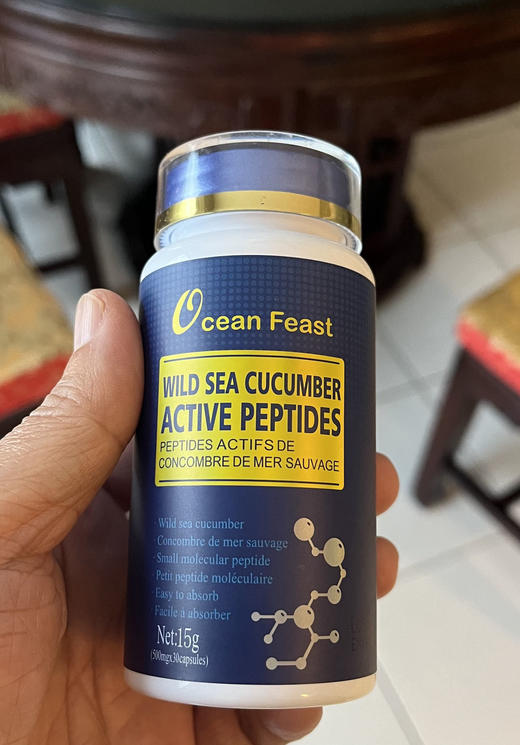 Ocean Feast
WILD SEA CUCUMBER
ACTIVE PEPTIDES
PEPTIDES ACTIFS DE
CONCOMBRE DE MER SAUVAGE
· Wild sea cucumber
· Concombre de mer sauvage
· Small molecular peptide
· Petit peptide moléculaire
· Easy to absorb
· Facile à absorber
Net:15g
(500mgx30capsules)